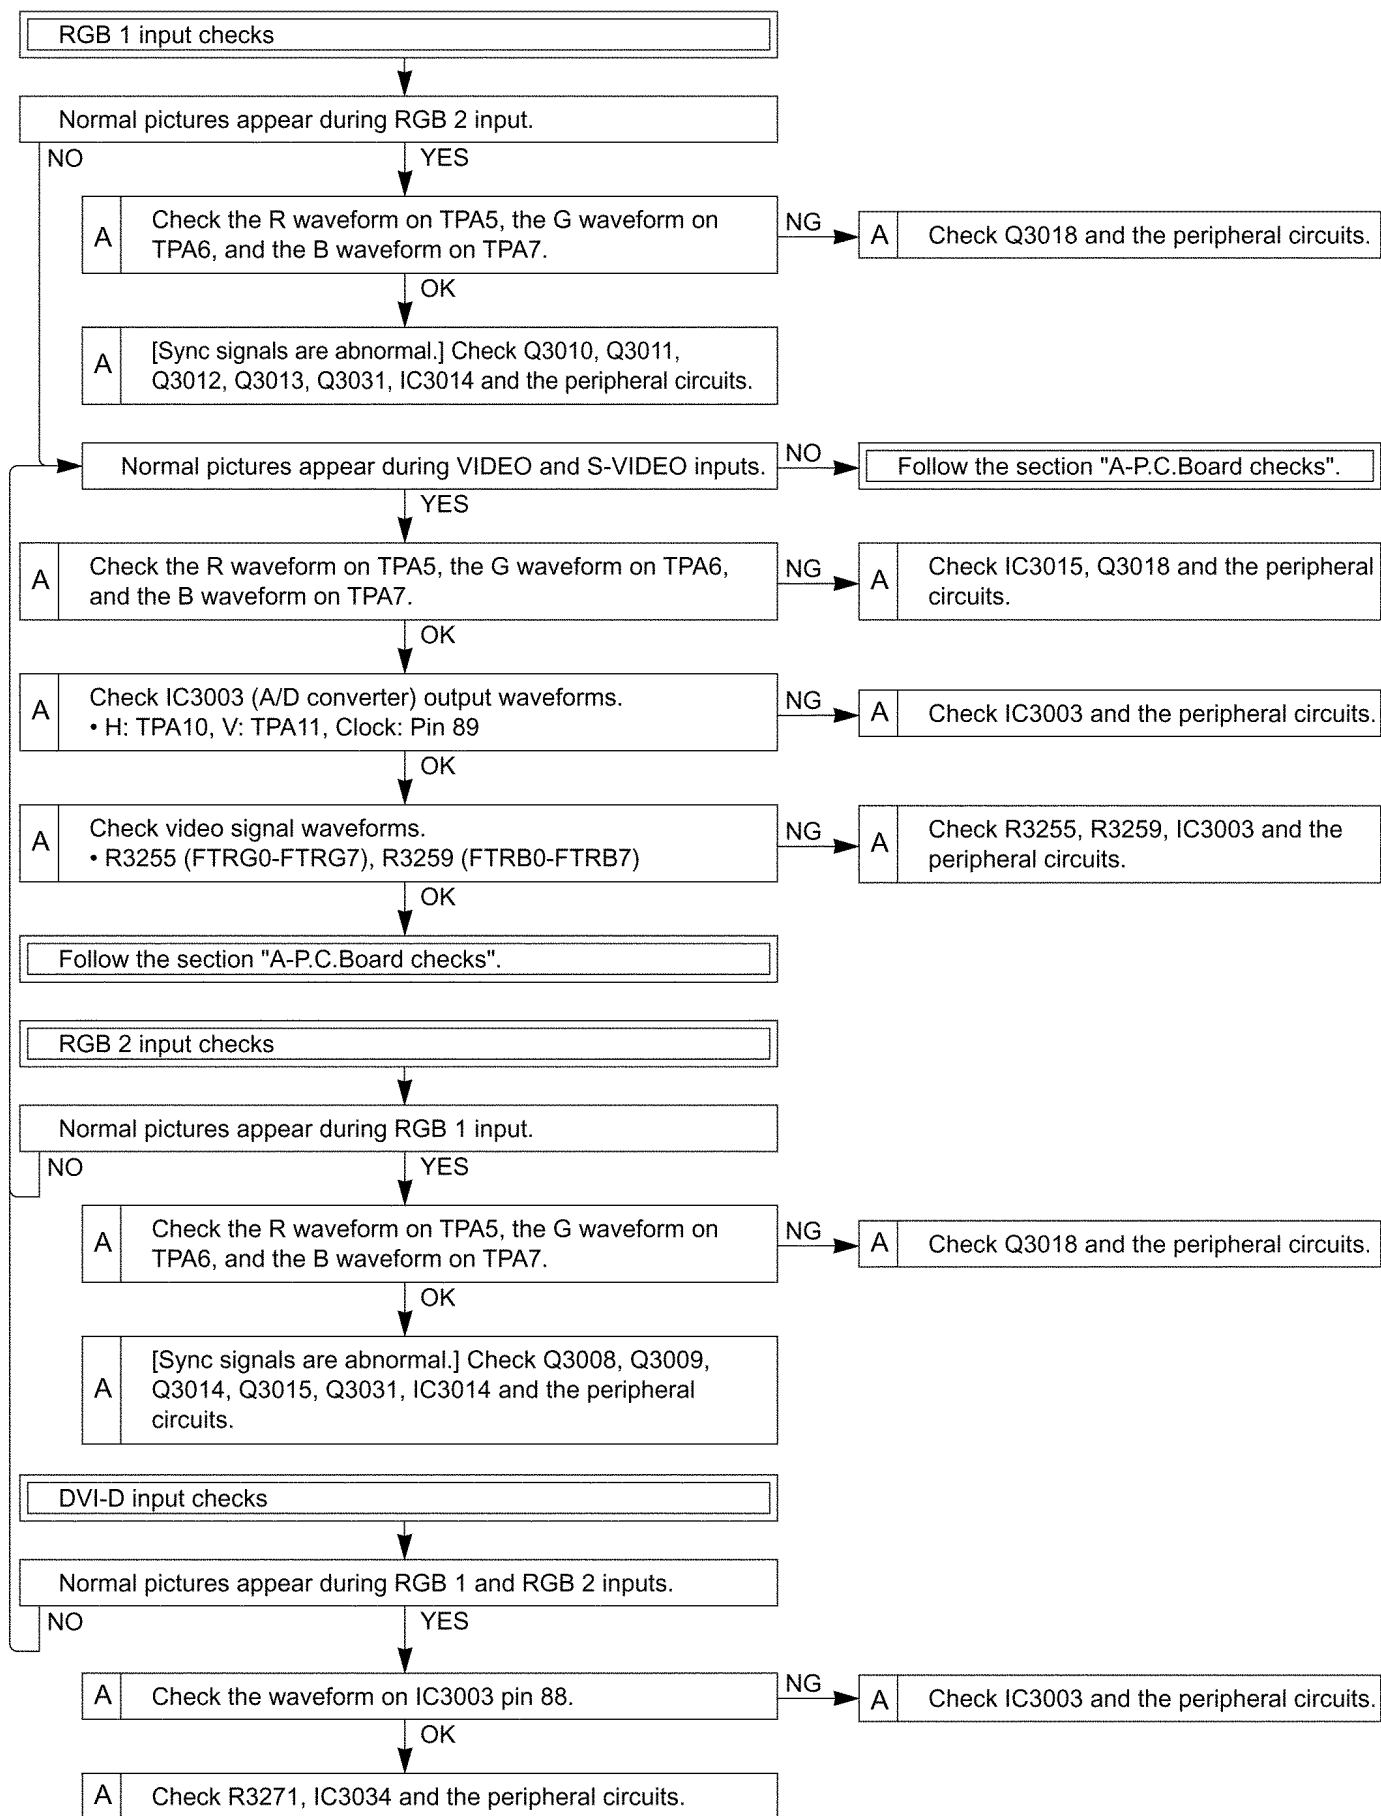 RGB 1 input checks
Normal pictures appear during RGB 2 input.
NO
YES
A
Check the R waveform on TPA5, the G waveform on
TPA6, and the B waveform on TPA7.
NG
A
Check Q3018 and the peripheral circuits.
OK
A
[Sync signals are abnormal.] Check Q3010, Q3011,
Q3012, Q3013, Q3031, IC3014 and the peripheral circuits.
Normal pictures appear during VIDEO and S-VIDEO inputs.
NO
Follow the section "A-P.C.Board checks".
YES
A
Check the R waveform on TPA5, the G waveform on TPA6,
and the B waveform on TPA7.
NG
A
Check IC3015, Q3018 and the peripheral
circuits.
OK
A
Check IC3003 (A/D converter) output waveforms.
• H: TPA10, V: TPA11, Clock: Pin 89
NG
A
Check IC3003 and the peripheral circuits.
OK
A
Check video signal waveforms.
• R3255 (FTRG0-FTRG7), R3259 (FTRB0-FTRB7)
NG
A
Check R3255, R3259, IC3003 and the
peripheral circuits.
OK
Follow the section "A-P.C.Board checks".
RGB 2 input checks
Normal pictures appear during RGB 1 input.
NO
YES
A
Check the R waveform on TPA5, the G waveform on
TPA6, and the B waveform on TPA7.
NG
A
Check Q3018 and the peripheral circuits.
OK
A
[Sync signals are abnormal.] Check Q3008, Q3009,
Q3014, Q3015, Q3031, IC3014 and the peripheral
circuits.
DVI-D input checks
Normal pictures appear during RGB 1 and RGB 2 inputs.
NO
YES
A
Check the waveform on IC3003 pin 88.
NG
A
Check IC3003 and the peripheral circuits.
OK
A
Check R3271, IC3034 and the peripheral circuits.